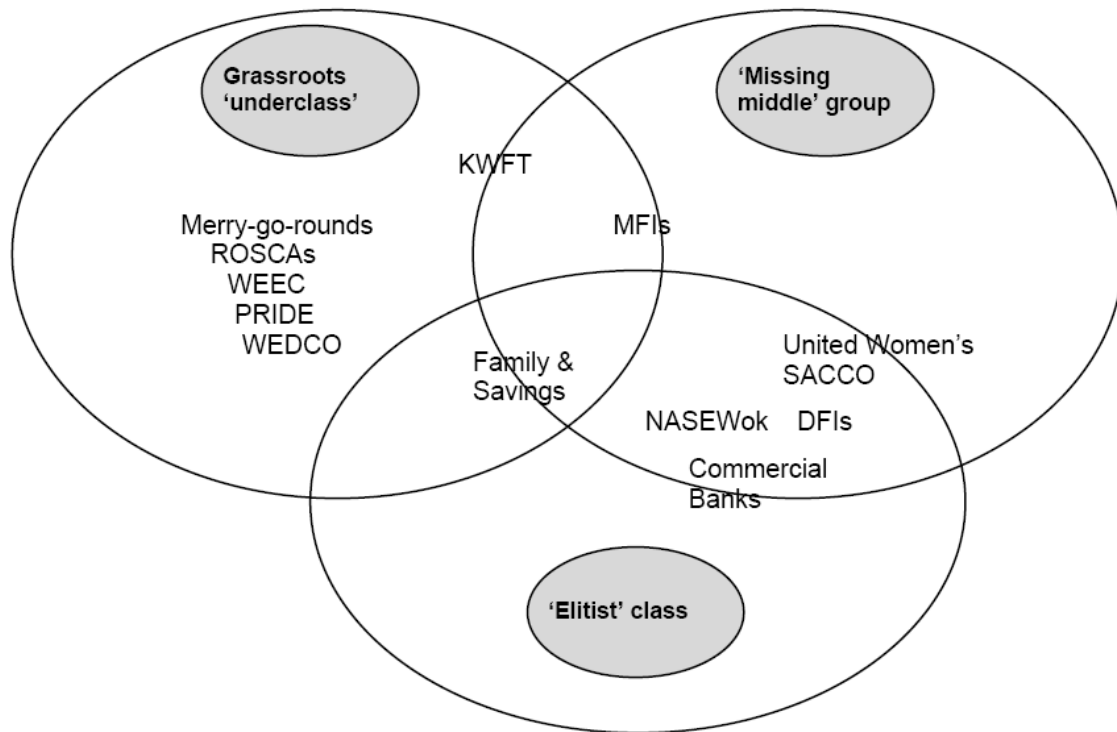 Grassroots
‘underclass’
‘Missing
middle’ group
KWFT
Merry-go-rounds
ROSCAs
WEEC
PRIDE
WEDCO
MFIs
Family &
Savings
United Women’s
SACCO
NASEWok DFIs
Commercial
Banks
‘Elitist’ class